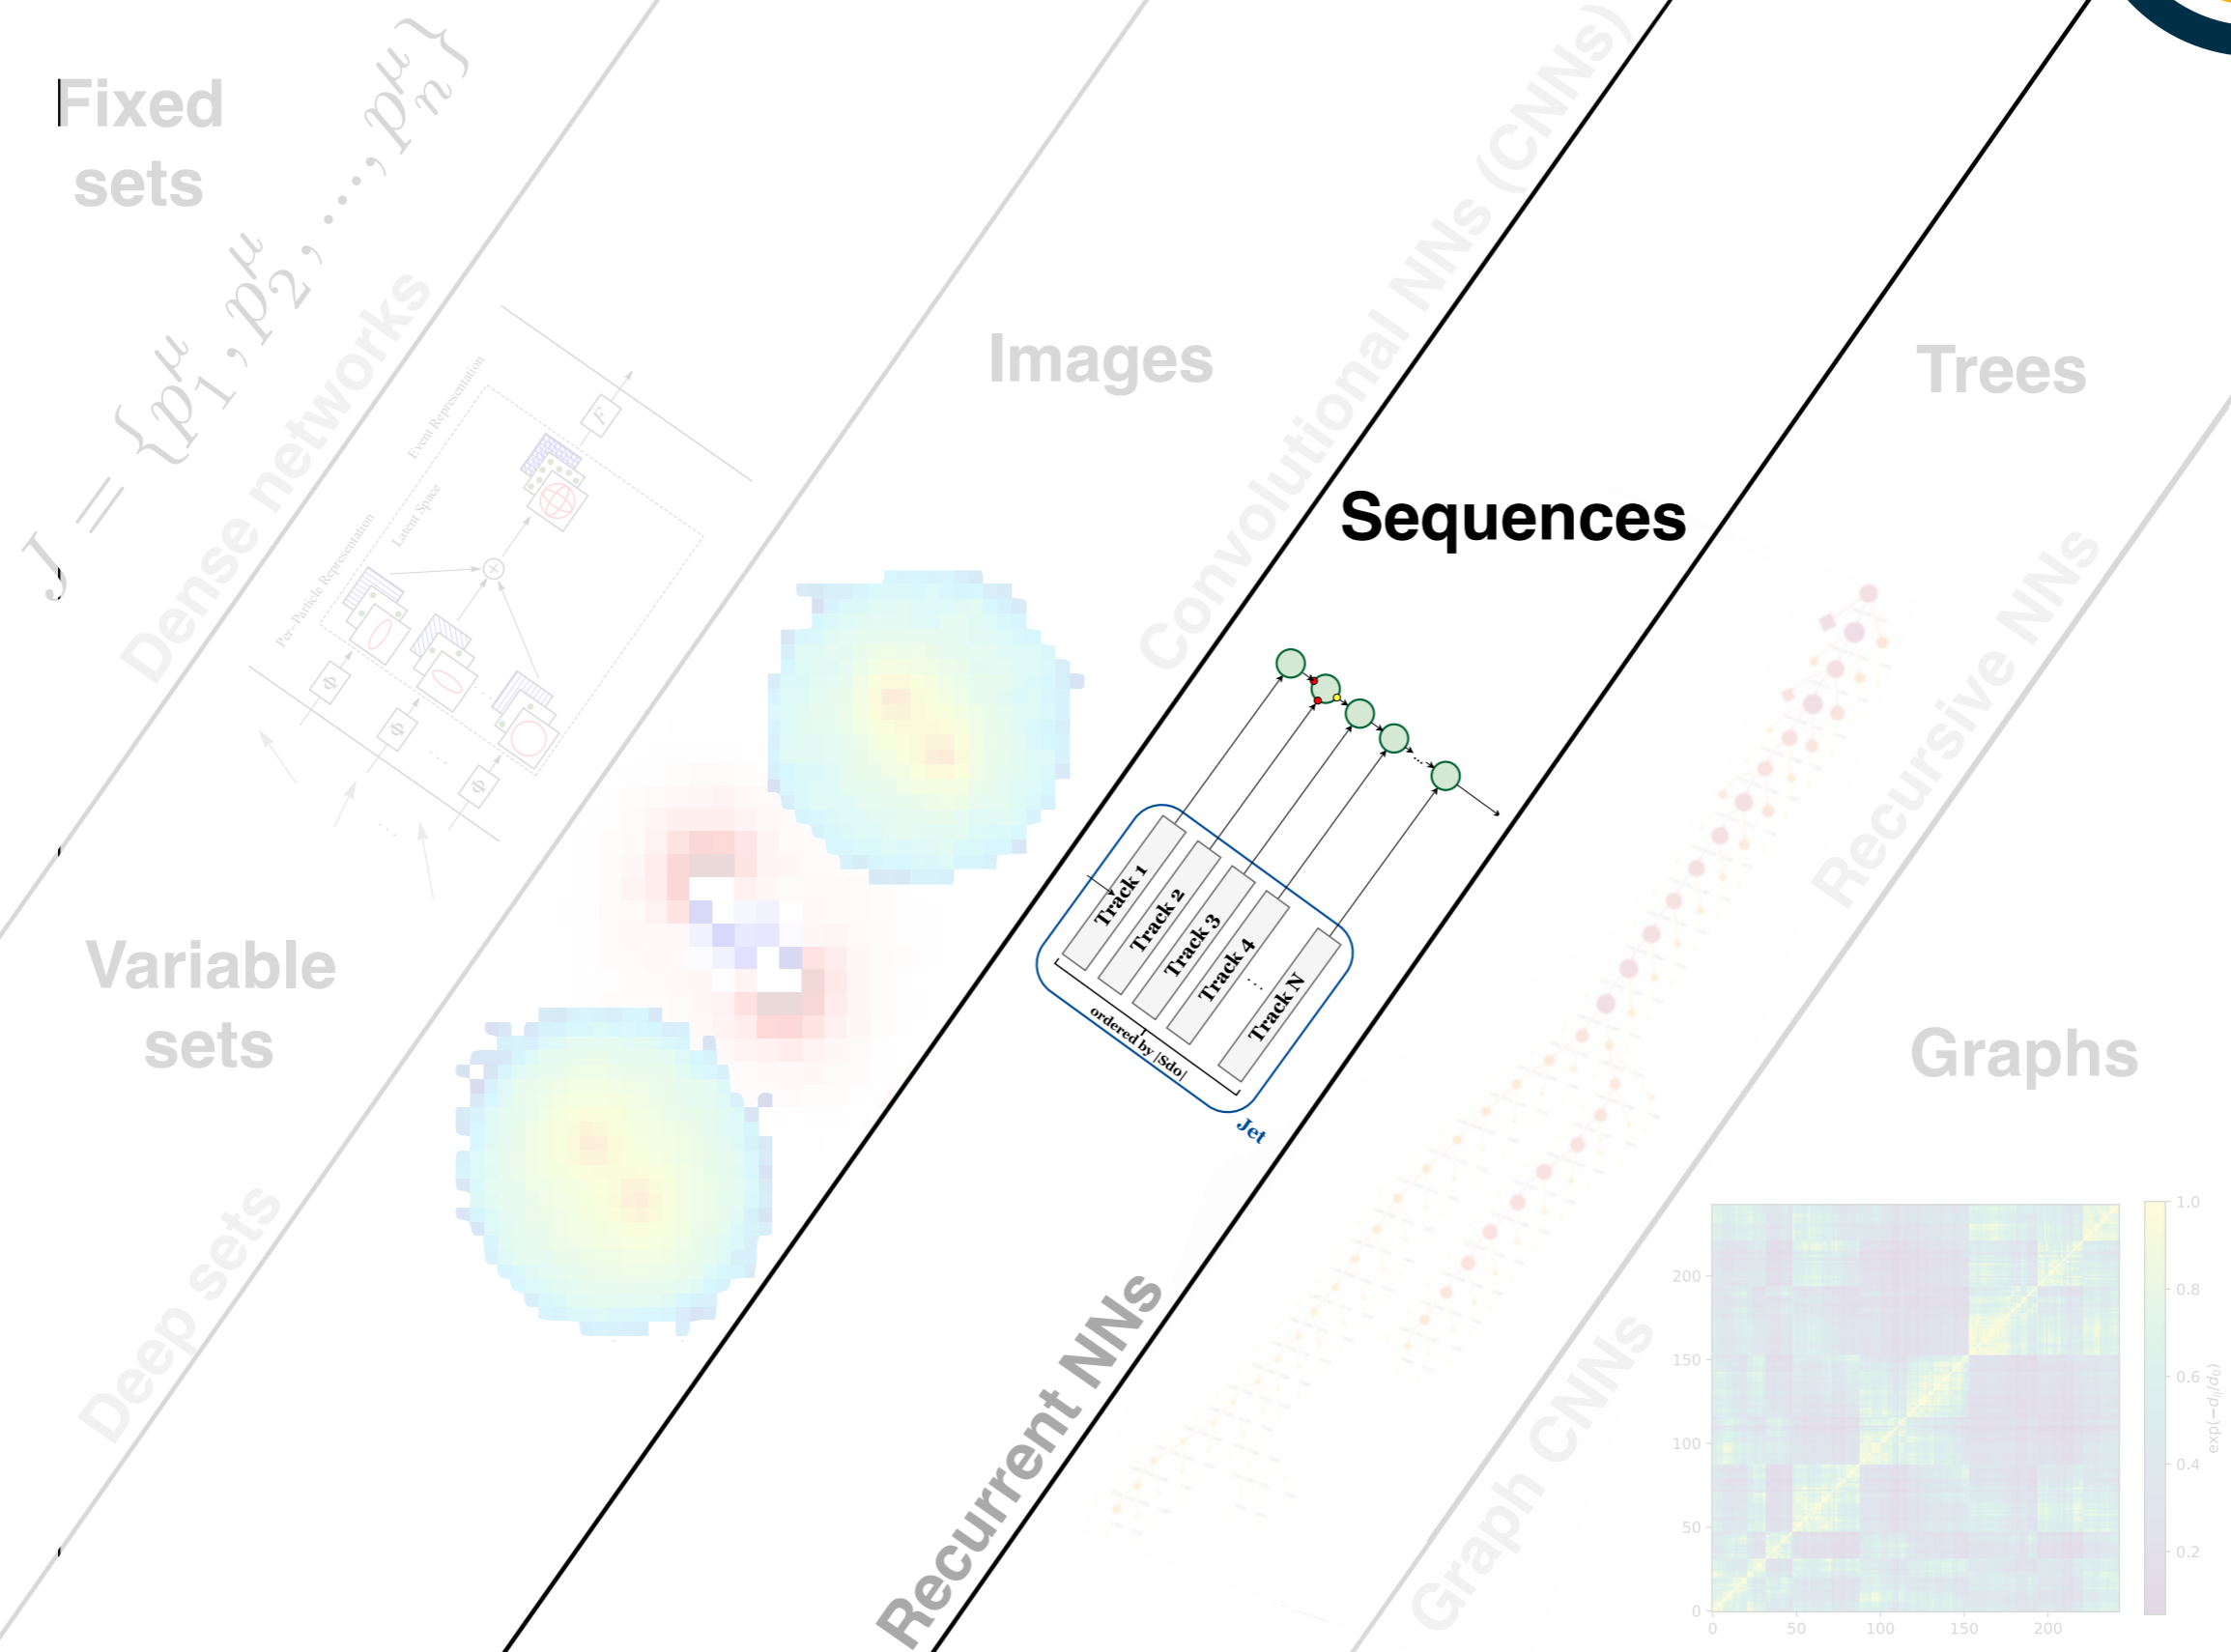 Fixed
sets
J = {p₁^μ, p₂^μ, ..., pₙ^μ}
Dense networks
Per-Particle Representation
Event Representation
Latent Space
Φ
Φ
Φ
F
Variable
sets
Deep sets
Images
Convolutional NNs (CNNs)
Sequences
Track 1
Track 2
Track 3
Track 4
...
Track N
ordered by |Sd0|
Jet
Recurrent NNs
Trees
Recursive NNs
Graphs
Graph CNNs
200
150
100
50
0
0 50 100 150 200
1.0
0.8
0.6
0.4
0.2
exp(−d_ij/d_0)